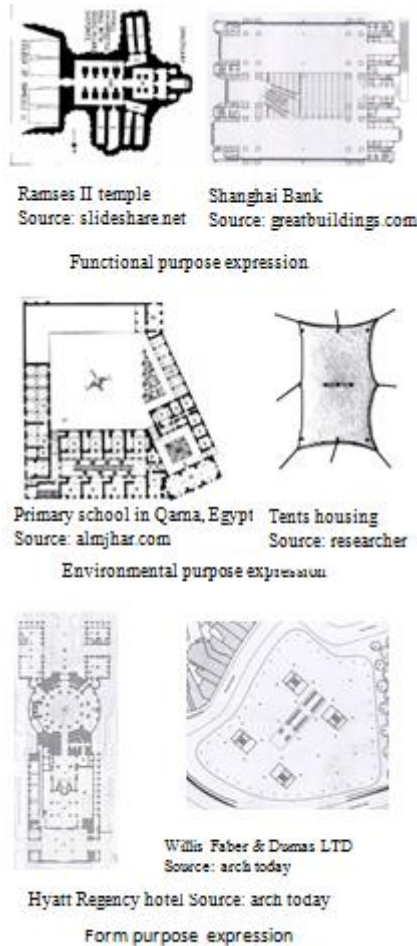 Ramses II temple
Source: slideshare.net
Shanghai Bank
Source: greatbuildings.com
Functional purpose expression
Primary school in Qarna, Egypt
Source: almjhar.com
Tents housing
Source: researcher
Environmental purpose expression
Willis Faber & Dumas LTD
Source: arch today
Hyatt Regency hotel Source: arch today
Form purpose expression